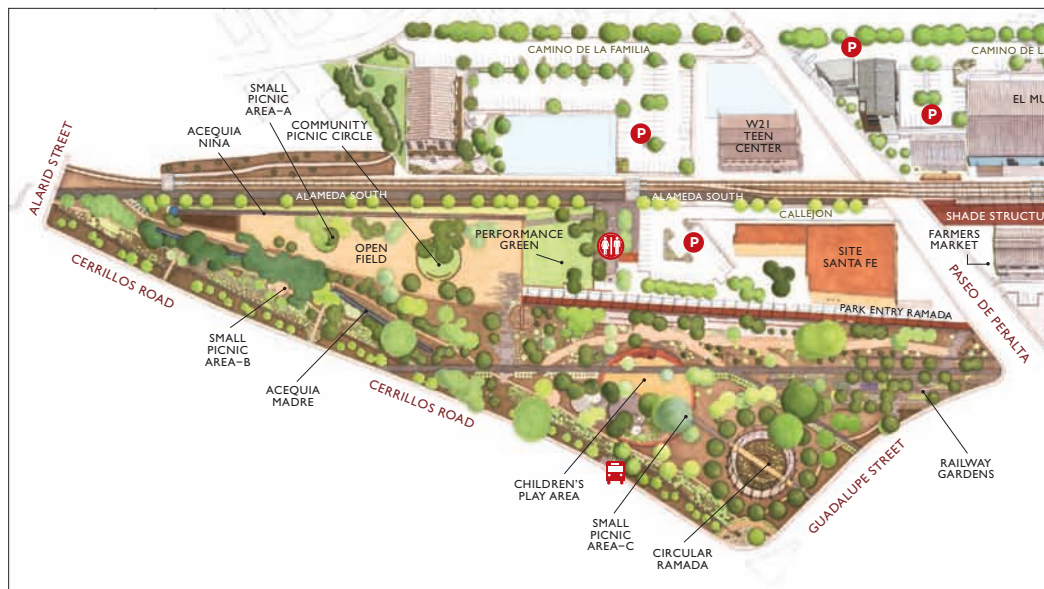 CAMINO DE LA FAMILIA
CAMINO DE L
P
P
P
EL MU
W21
TEEN
CENTER
SMALL
PICNIC
AREA–A
COMMUNITY
PICNIC CIRCLE
ACEQUIA
NIÑA
ALARID STREET
ALAMEDA SOUTH
ALAMEDA SOUTH
CALLEJON
SHADE STRUCTU
FARMERS
MARKET
PERFORMANCE
GREEN
OPEN
FIELD
P
SITE
SANTA FE
PASEO DE PERALTA
PARK ENTRY RAMADA
CERRILLOS ROAD
SMALL
PICNIC
AREA–B
ACEQUIA
MADRE
CERRILLOS ROAD
CHILDREN'S
PLAY AREA
SMALL
PICNIC
AREA–C
CIRCULAR
RAMADA
GUADALUPE STREET
RAILWAY
GARDENS